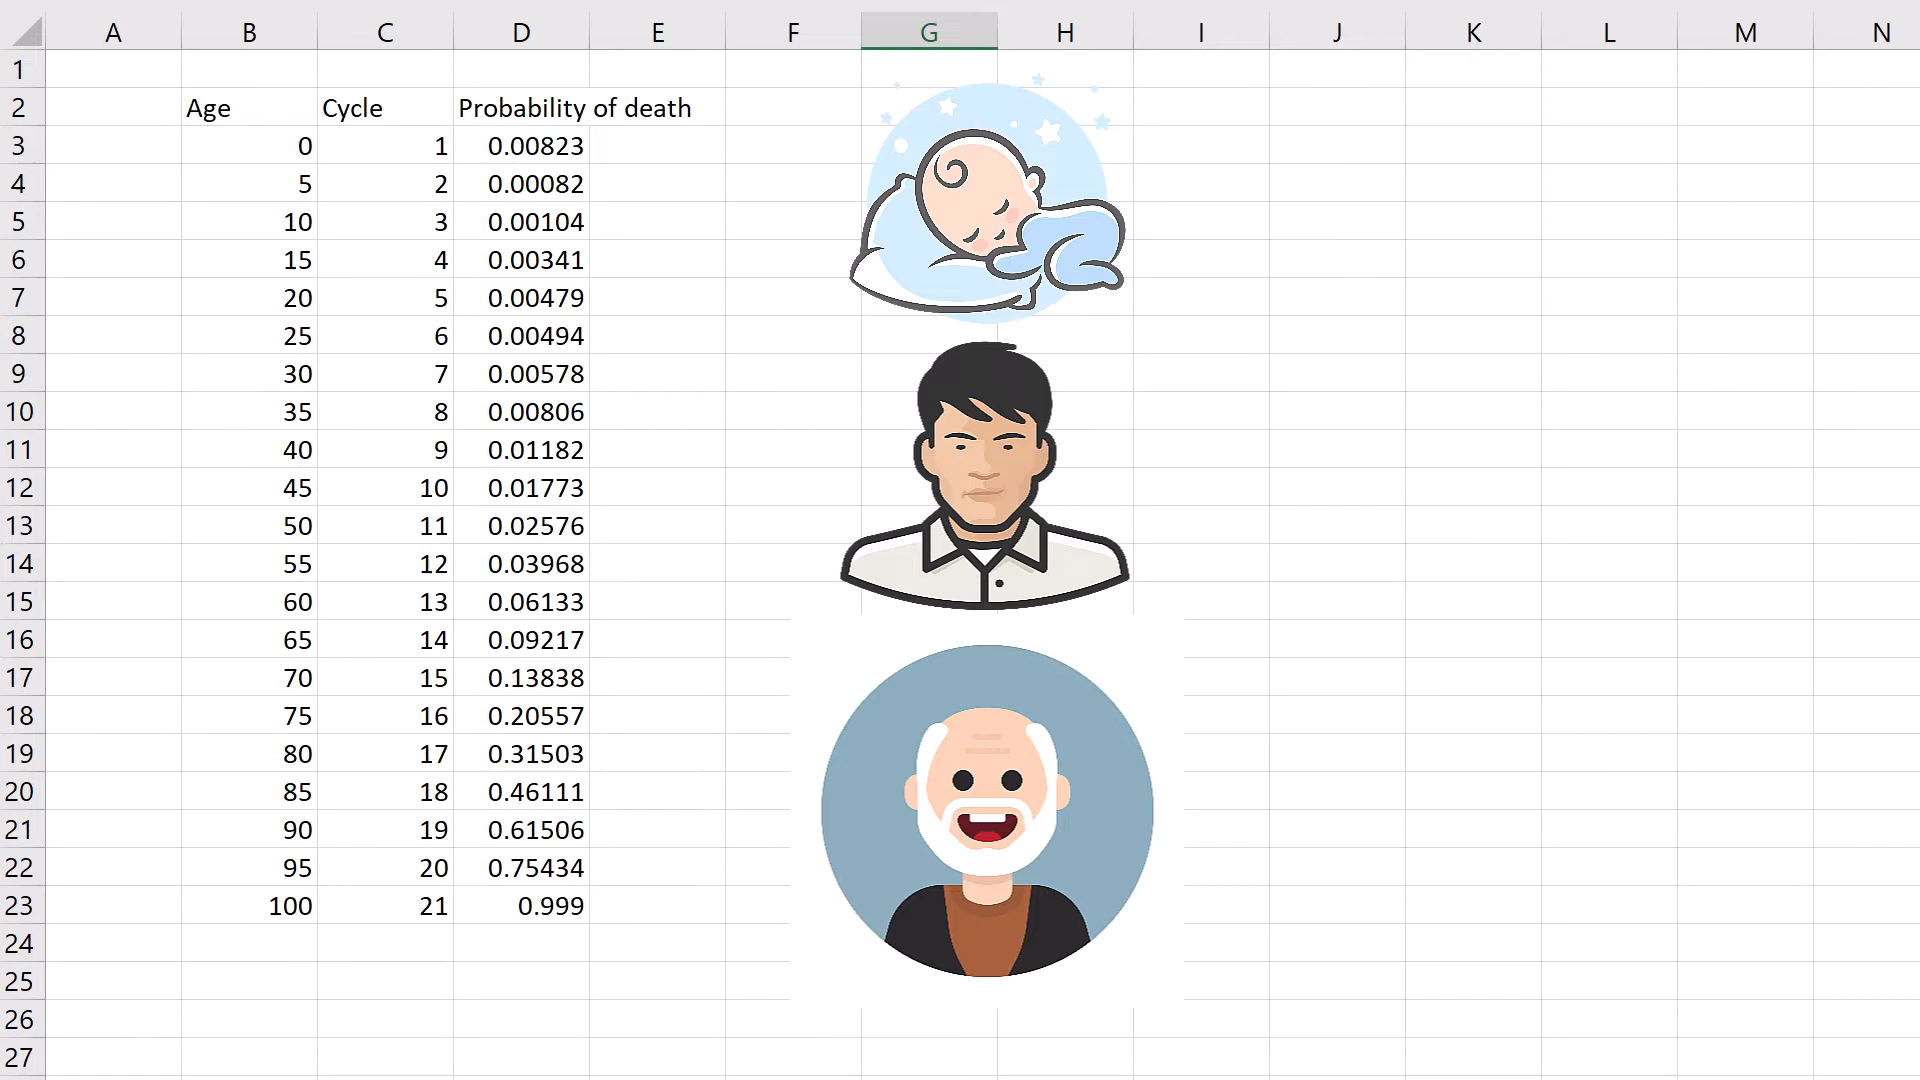 A B C D E F G H I J K L M N
1
2 Age Cycle Probability of death
3 0 1 0.00823
4 5 2 0.00082
5 10 3 0.00104
6 15 4 0.00341
7 20 5 0.00479
8 25 6 0.00494
9 30 7 0.00578
10 35 8 0.00806
11 40 9 0.01182
12 45 10 0.01773
13 50 11 0.02576
14 55 12 0.03968
15 60 13 0.06133
16 65 14 0.09217
17 70 15 0.13838
18 75 16 0.20557
19 80 17 0.31503
20 85 18 0.46111
21 90 19 0.61506
22 95 20 0.75434
23 100 21 0.999
24
25
26
27